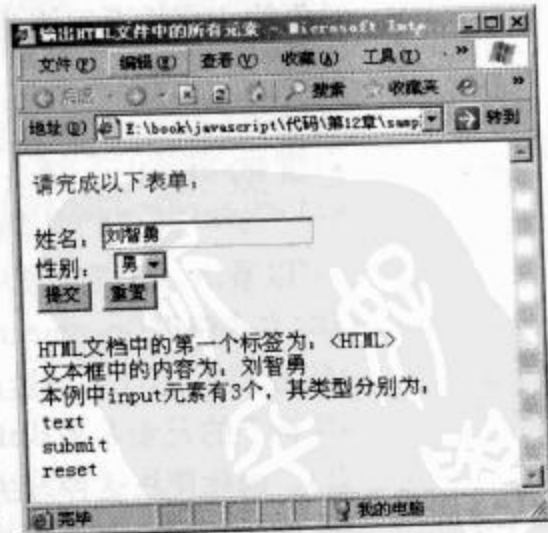 输出HTML文件中的所有元素 - Microsoft Inte
文件(F) 编辑(E) 查看(V) 收藏(A) 工具(T) »
后退 搜索 收藏夹 »
地址(D) E:\book\javascript\代码\第12章\samp 转到
请完成以下表单:
姓名: 刘智勇
性别: 男
提交 重置
HTML文档中的第一个标签为: <HTML>
文本框中的内容为: 刘智勇
本例中input元素有3个, 其类型分别为:
text
submit
reset
完毕 我的电脑